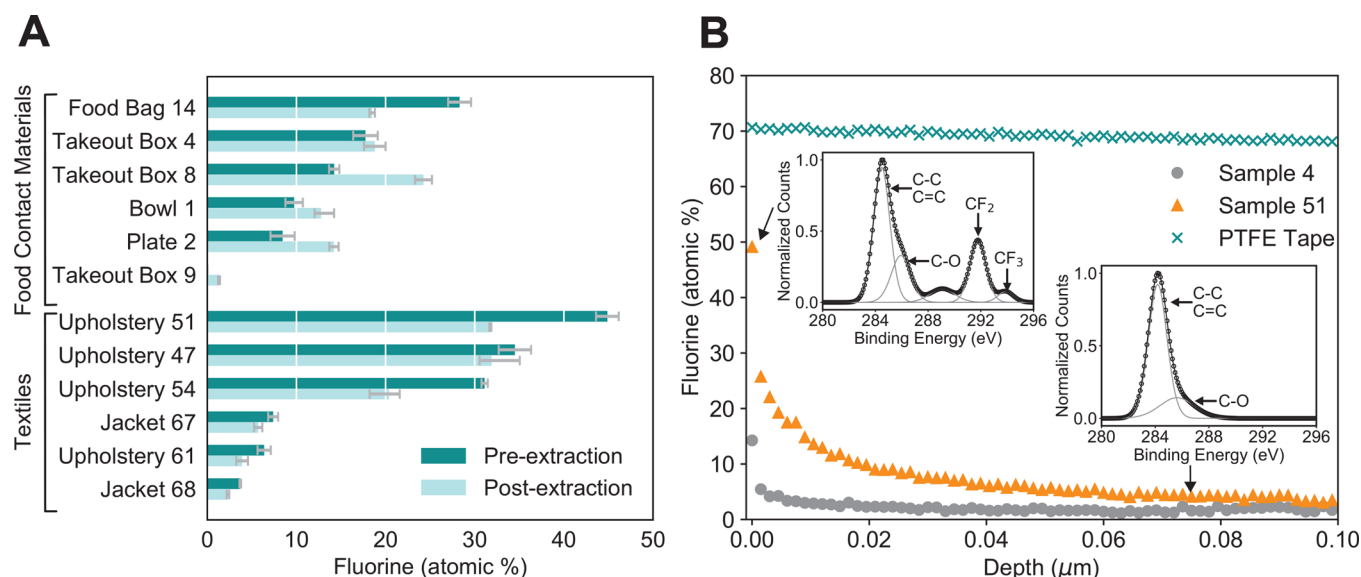 A
Food Contact Materials
Food Bag 14
Takeout Box 4
Takeout Box 8
Bowl 1
Plate 2
Takeout Box 9
Textiles
Upholstery 51
Upholstery 47
Upholstery 54
Jacket 67
Upholstery 61
Jacket 68
Pre-extraction
Post-extraction
0 10 20 30 40 50
Fluorine (atomic %)
B
Fluorine (atomic %)
80
70
60
50
40
30
20
10
0
0.00 0.02 0.04 0.06 0.08 0.10
Depth (μm)
Sample 4
Sample 51
PTFE Tape
Normalized Counts
1.0
0.5
0.0
C-C
C=C
C-O
CF2
CF3
280 284 288 292 296
Binding Energy (eV)
Normalized Counts
1.0
0.5
0.0
C-C
C=C
C-O
280 284 288 292 296
Binding Energy (eV)